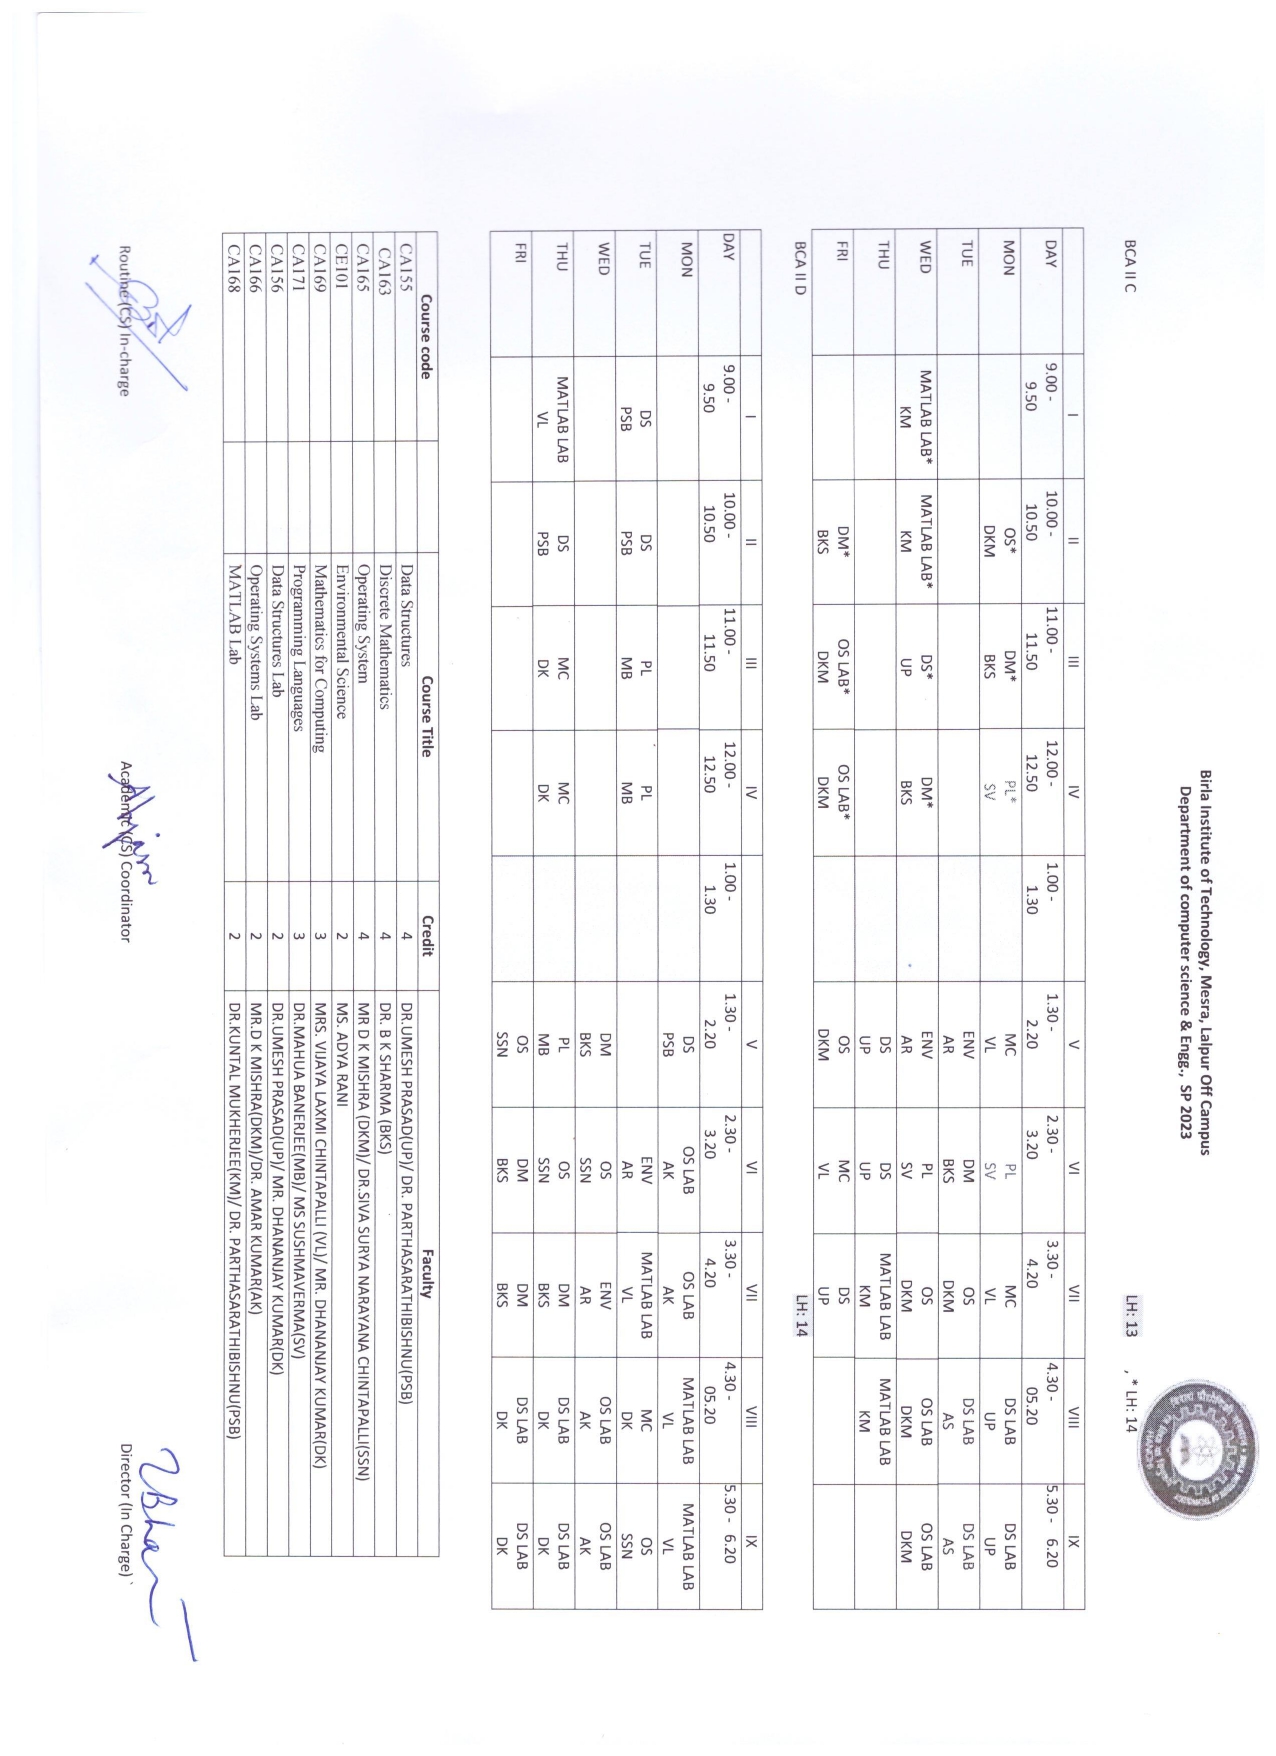 Birla Institute of Technology, Mesra, Lalpur Off Campus
Department of computer science & Engg., SP 2023
RANCHI
BCA II C LH: 13 , * LH: 14
I II III IV V VI VII VIII IX
DAY 9.00 - 9.50 10.00 - 10.50 11.00 - 11.50 12.00 - 12.50 1.00 - 1.30 1.30 - 2.20 2.30 - 3.20 3.30 - 4.20 4.30 - 05.20 5.30 - 6.20
MON OS* DM* PL* MC PL MC DS LAB DS LAB
DKM BKS SV VL SV VL UP UP
TUE ENV DM OS DS LAB DS LAB
AR BKS DKM AS AS
WED MATLAB LAB* MATLAB LAB* DS* DM* ENV PL OS OS LAB OS LAB
KM KM UP BKS AR SV DKM DKM DKM
THU DS DS MATLAB LAB MATLAB LAB
UP UP KM KM
FRI DM* OS LAB* OS LAB* OS MC DS
BKS DKM DKM DKM VL UP
BCA II D LH: 14
I II III IV V VI VII VIII IX
DAY 9.00 - 9.50 10.00 - 10.50 11.00 - 11.50 12.00 - 12.50 1.00 - 1.30 1.30 - 2.20 2.30 - 3.20 3.30 - 4.20 4.30 - 05.20 5.30 - 6.20
MON DS OS LAB OS LAB MATLAB LAB MATLAB LAB
PSB AK AK VL VL
TUE DS DS PL PL ENV MATLAB LAB MC OS
PSB PSB MB MB AR VL DK SSN
WED DM OS ENV OS LAB OS LAB
BKS SSN AR AK AK
THU MATLAB LAB DS MC MC PL OS DM DS LAB DS LAB
VL PSB DK DK MB SSN BKS DK DK
FRI OS DM DM DS LAB DS LAB
SSN BKS BKS DK DK
Course code Course Title Credit Faculty
CA155 Data Structures 4 DR.UMESH PRASAD(UP)/ DR. PARTHASARATHIBISHNU(PSB)
CA163 Discrete Mathematics 4 DR. B K SHARMA (BKS)
CA165 Operating System 4 MR D K MISHRA (DKM)/ DR.SIVA SURYA NARAYANA CHINTAPALLI(SSN)
CE101 Environmental Science 2 MS. ADYA RANI
CA169 Mathematics for Computing 3 MRS. VIJAYA LAXMI CHINTAPALLI (VL)/ MR. DHANANJAY KUMAR(DK)
CA171 Programming Languages 3 DR.MAHUA BANERJEE(MB)/ MS SUSHMAVERMA(SV)
CA156 Data Structures Lab 2 DR.UMESH PRASAD(UP)/ MR. DHANANJAY KUMAR(DK)
CA166 Operating Systems Lab 2 MR.D K MISHRA(DKM)/DR. AMAR KUMAR(AK)
CA168 MATLAB Lab 2 DR.KUNTAL MUKHERJEE(KM)/ DR. PARTHASARATHIBISHNU(PSB)
Routine (CS) In-charge Academic (CS) Coordinator Director (In Charge)